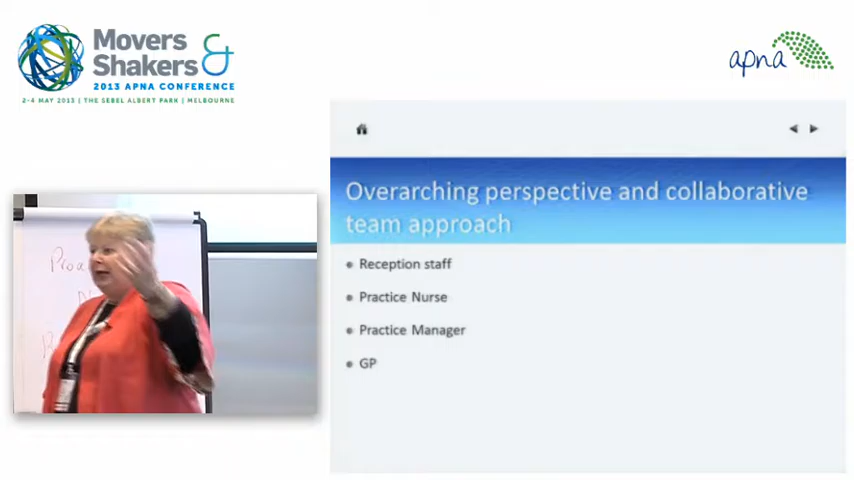 Movers
Shakers &
2013 APNA CONFERENCE
2-4 MAY 2013 | THE SEBEL ALBERT PARK | MELBOURNE
apna
Overarching perspective and collaborative
team approach
Reception staff
Practice Nurse
Practice Manager
GP